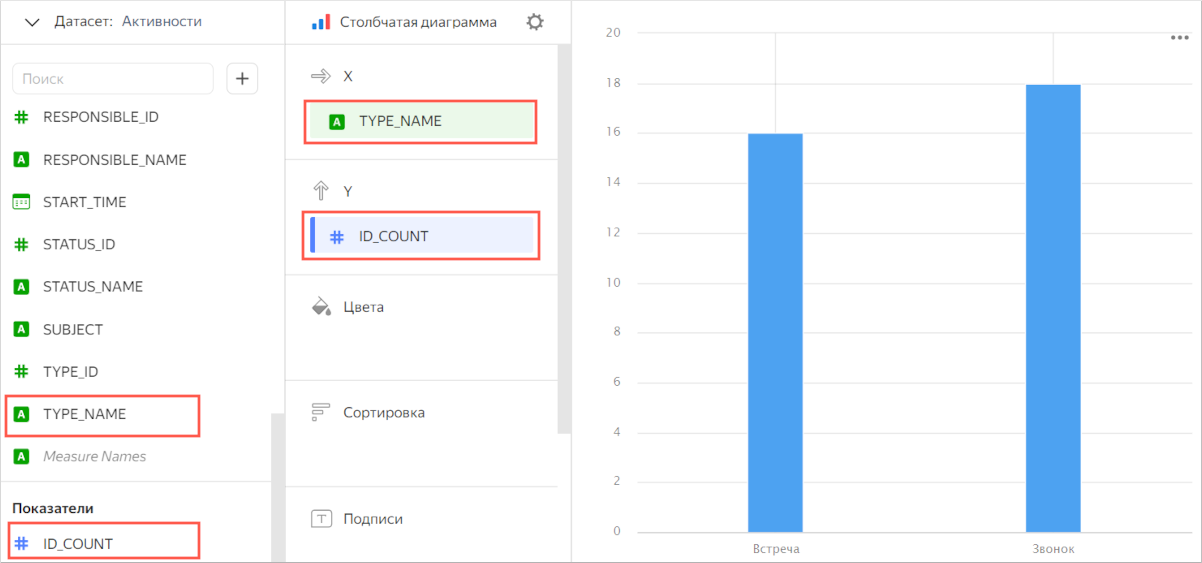 Датасет: Активности
Поиск
RESPONSIBLE_ID
A RESPONSIBLE_NAME
START_TIME
STATUS_ID
A STATUS_NAME
A SUBJECT
TYPE_ID
A TYPE_NAME
A Measure Names
Показатели
ID_COUNT
Столбчатая диаграмма
X
A TYPE_NAME
Y
ID_COUNT
Цвета
Сортировка
T Подписи
20
18
16
14
12
10
8
6
4
2
0
Встреча Звонок